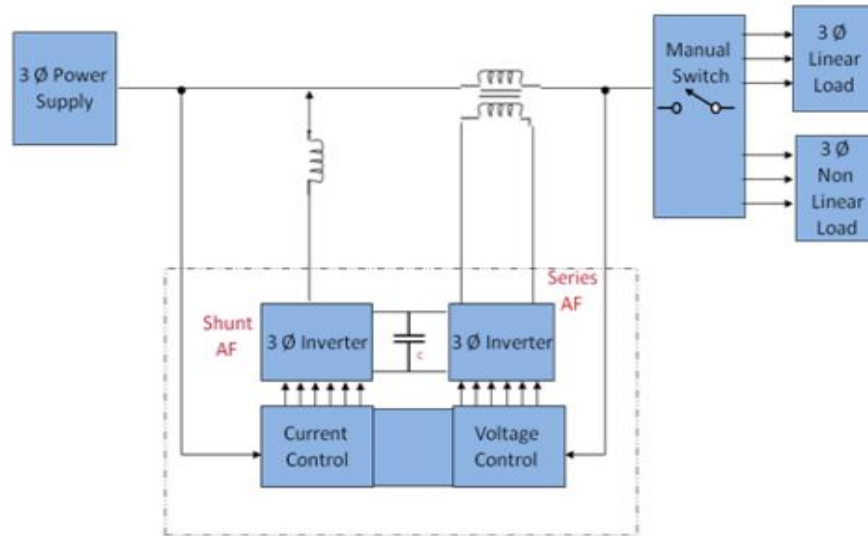 3 Ø Power
Supply
Manual
Switch
3 Ø
Linear
Load
3 Ø
Non
Linear
Load
Series
AF
Shunt
AF
3 Ø Inverter
C
3 Ø Inverter
Current
Control
Voltage
Control